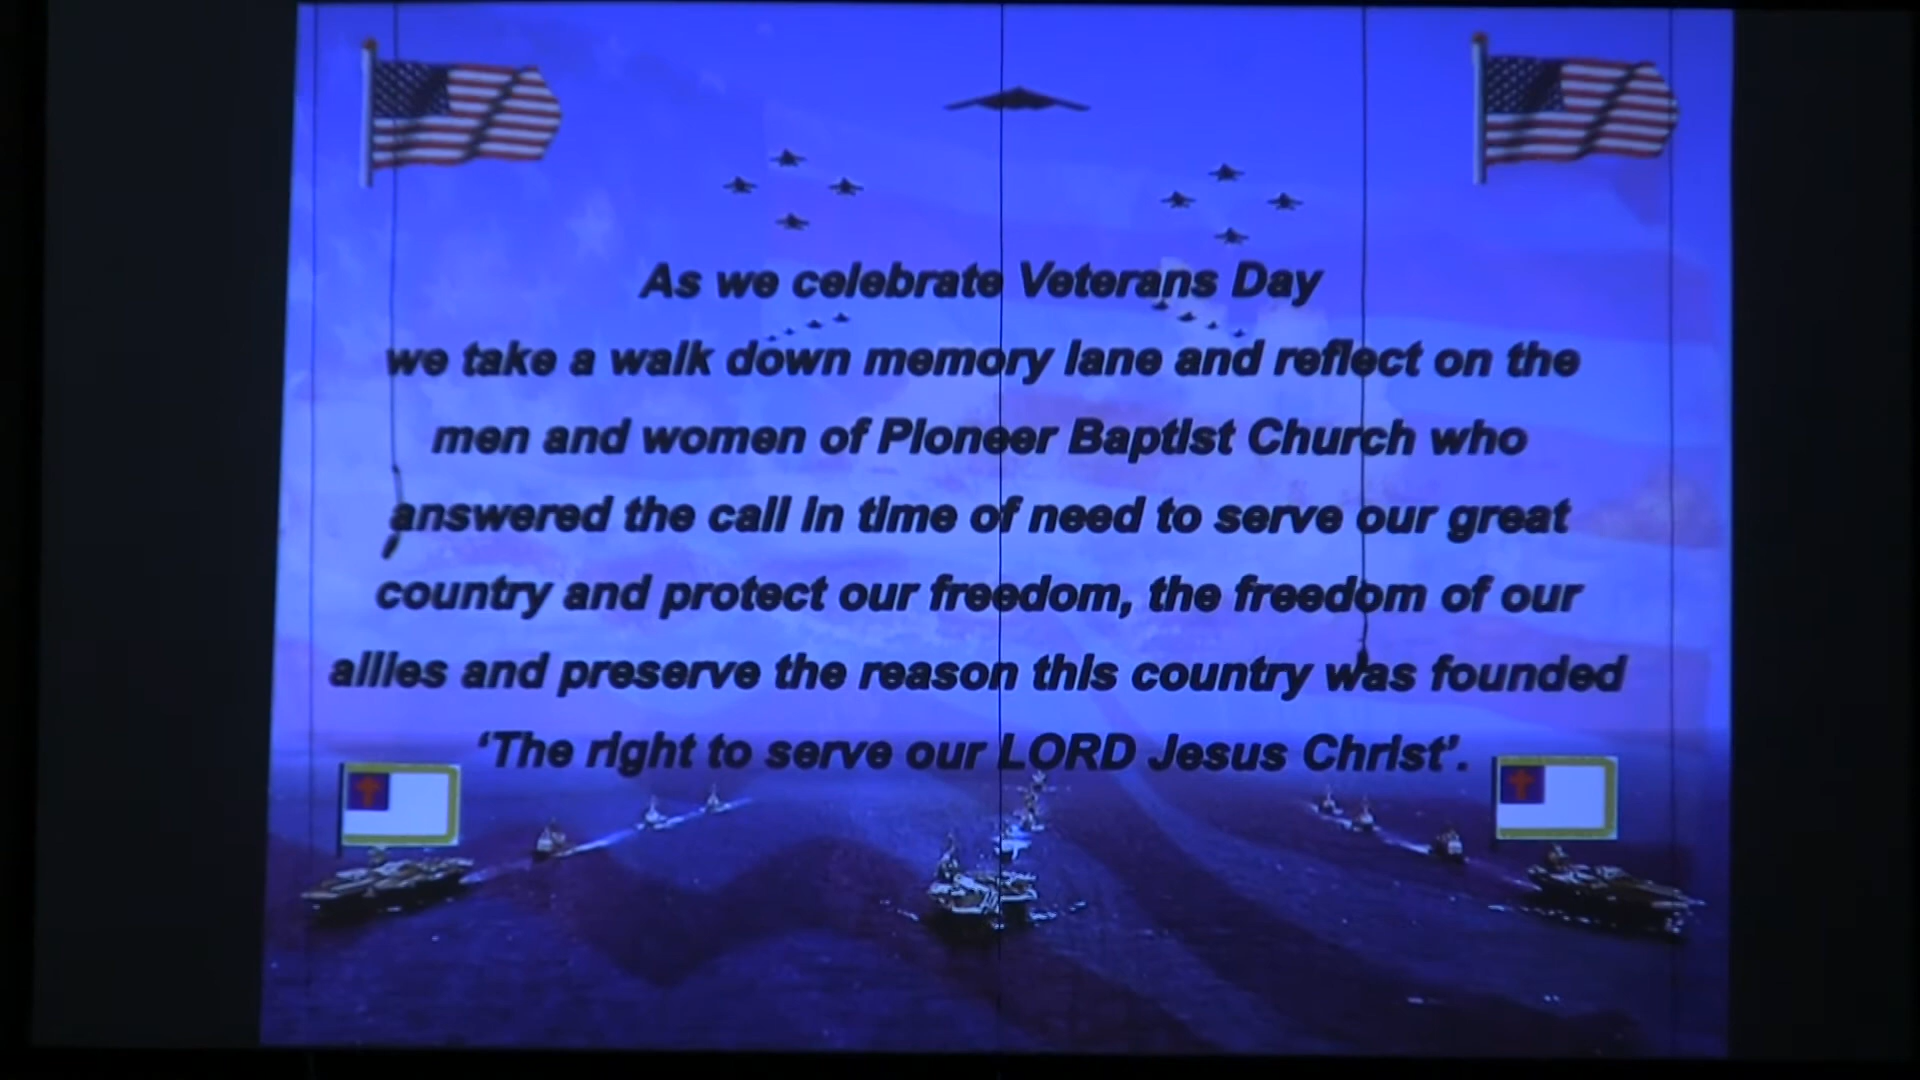 As we celebrate Veterans Day
we take a walk down memory lane and reflect on the
men and women of Pioneer Baptist Church who
answered the call in time of need to serve our great
country and protect our freedom, the freedom of our
allies and preserve the reason this country was founded
‘The right to serve our LORD Jesus Christ’.